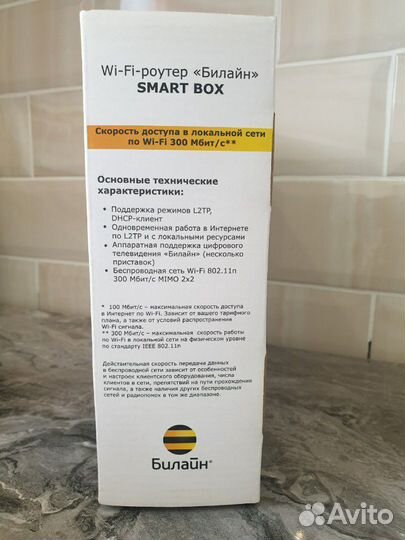 Wi-Fi-роутер «Билайн»
SMART BOX
Скорость доступа в локальной сети
по Wi-Fi 300 Мбит/с**
Основные технические
характеристики:
• Поддержка режимов L2TP,
DHCP-клиент
• Одновременная работа в Интернете
по L2TP и с локальными ресурсами
• Аппаратная поддержка цифрового
телевидения «Билайн» (несколько
приставок)
• Беспроводная сеть Wi-Fi 802.11n
300 Мбит/с MIMO 2x2
* 100 Мбит/с – максимальная скорость доступа
в Интернет по Wi-Fi. Зависит от вашего тарифного
плана, а также от условий распространения
Wi-Fi сигнала.
** 300 Мбит/с – максимальная скорость работы
по Wi-Fi в локальной сети на физическом уровне
по стандарту IEEE 802.11n
Действительная скорость передачи данных
в беспроводной сети зависит от особенностей
и настроек клиентского оборудования, числа
клиентов в сети, препятствий на пути прохождения
сигнала, а также наличия других беспроводных
сетей и радиопомех в том же диапазоне.
Билайн®
Avito